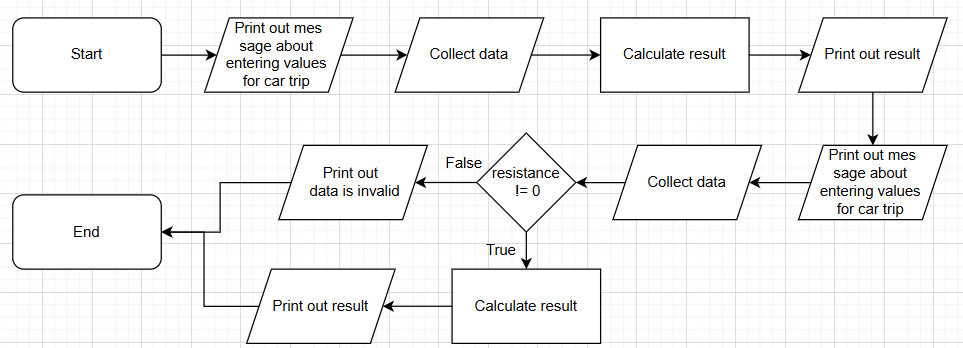 Start
Print out mes
sage about
entering values
for car trip
Collect data
Calculate result
Print out result
Print out mes
sage about
entering values
for car trip
Collect data
resistance
!= 0
False
Print out
data is invalid
True
Calculate result
Print out result
End